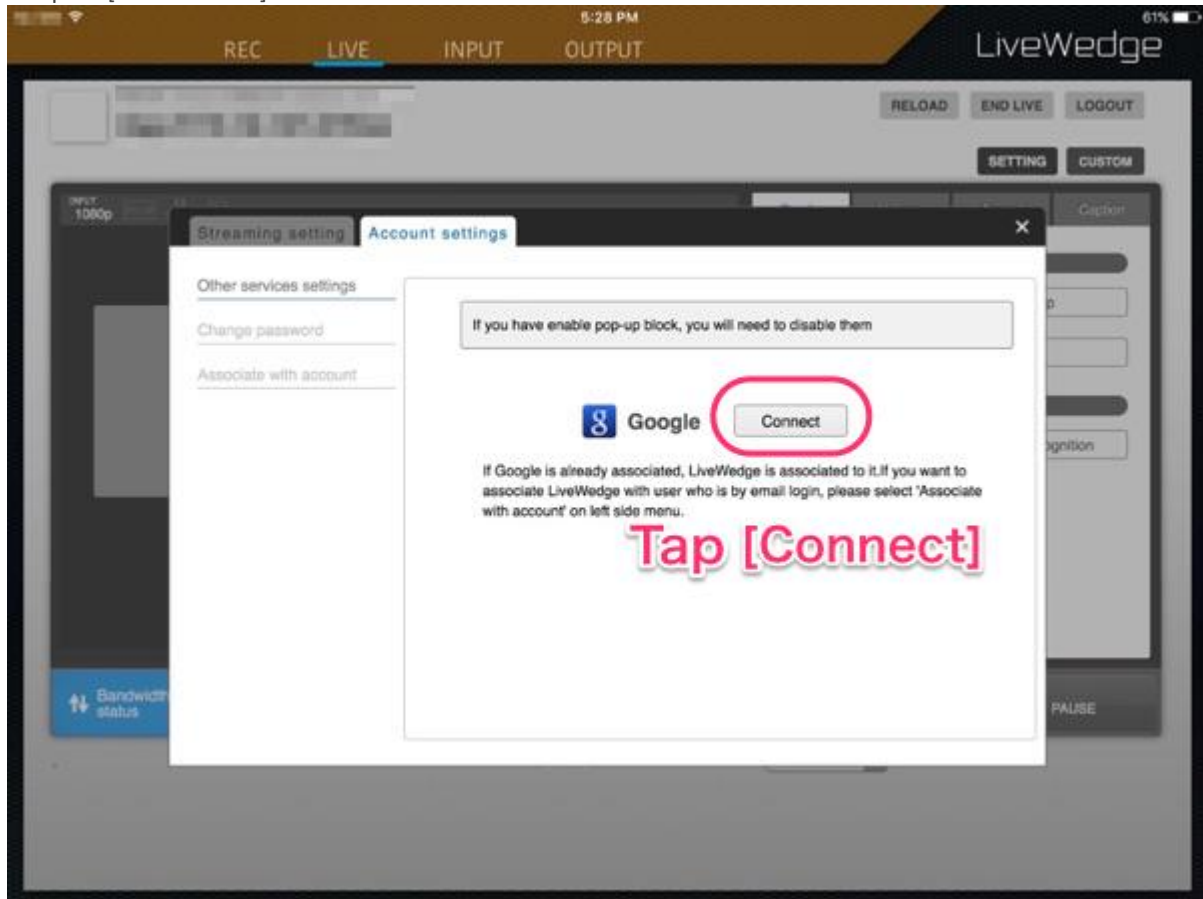 5:28 PM
61%
REC LIVE INPUT OUTPUT
LiveWedge
RELOAD END LIVE LOGOUT
SETTING CUSTOM
INPUT
1080p
Caption
Streaming setting Account settings ×
Other services settings
Change password
Associate with account
If you have enable pop-up block, you will need to disable them
g Google Connect
If Google is already associated, LiveWedge is associated to it.If you want to
associate LiveWedge with user who is by email login, please select 'Associate
with account' on left side menu.
Tap [Connect]
Bandwidth
status
PAUSE